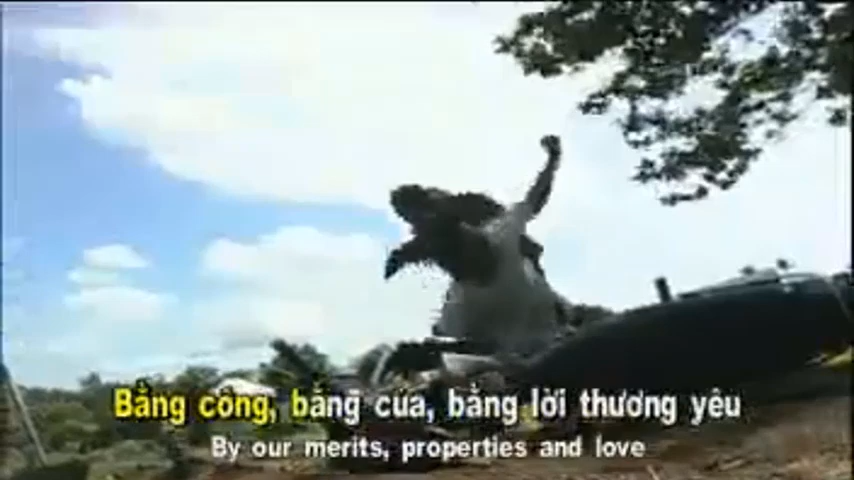 Bằng công, bằng của, bằng lời thương yêu
By our merits, properties and love